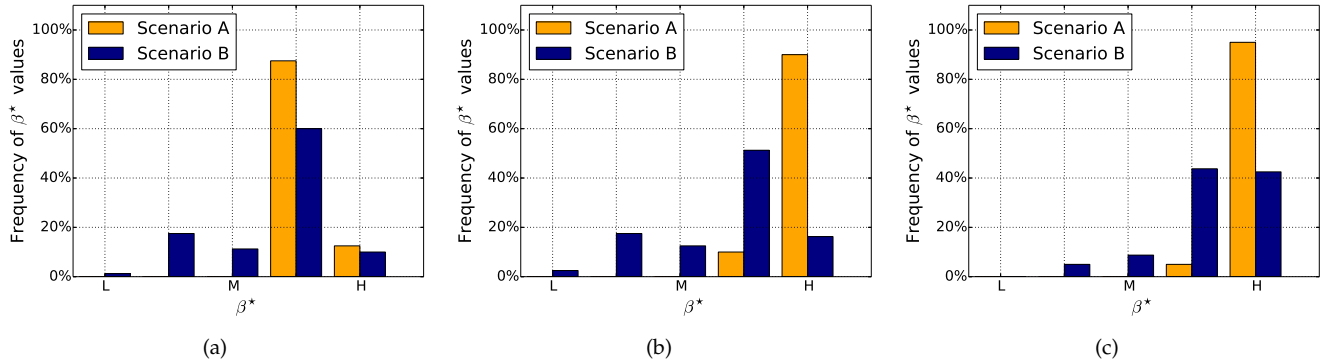 Frequency of β* values
100%
80%
60%
40%
20%
0%
Scenario A
Scenario B
L
M
H
β*
(a)
Frequency of β* values
100%
80%
60%
40%
20%
0%
Scenario A
Scenario B
L
M
H
β*
(b)
Frequency of β* values
100%
80%
60%
40%
20%
0%
Scenario A
Scenario B
L
M
H
β*
(c)